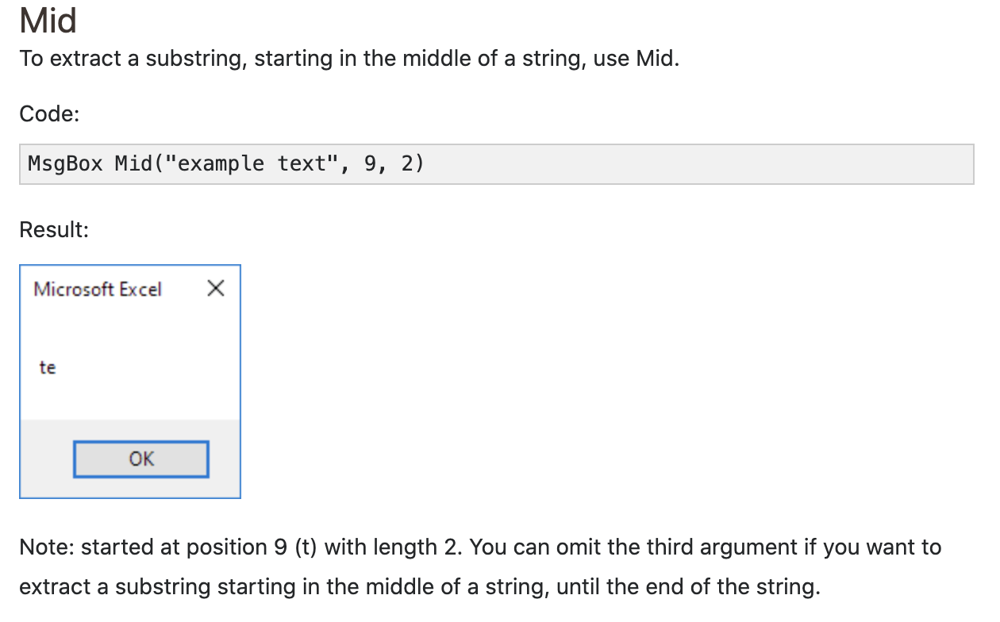 Mid
To extract a substring, starting in the middle of a string, use Mid.
Code:
MsgBox Mid("example text", 9, 2)
Result:
Microsoft Excel
te
OK
Note: started at position 9 (t) with length 2. You can omit the third argument if you want to
extract a substring starting in the middle of a string, until the end of the string.